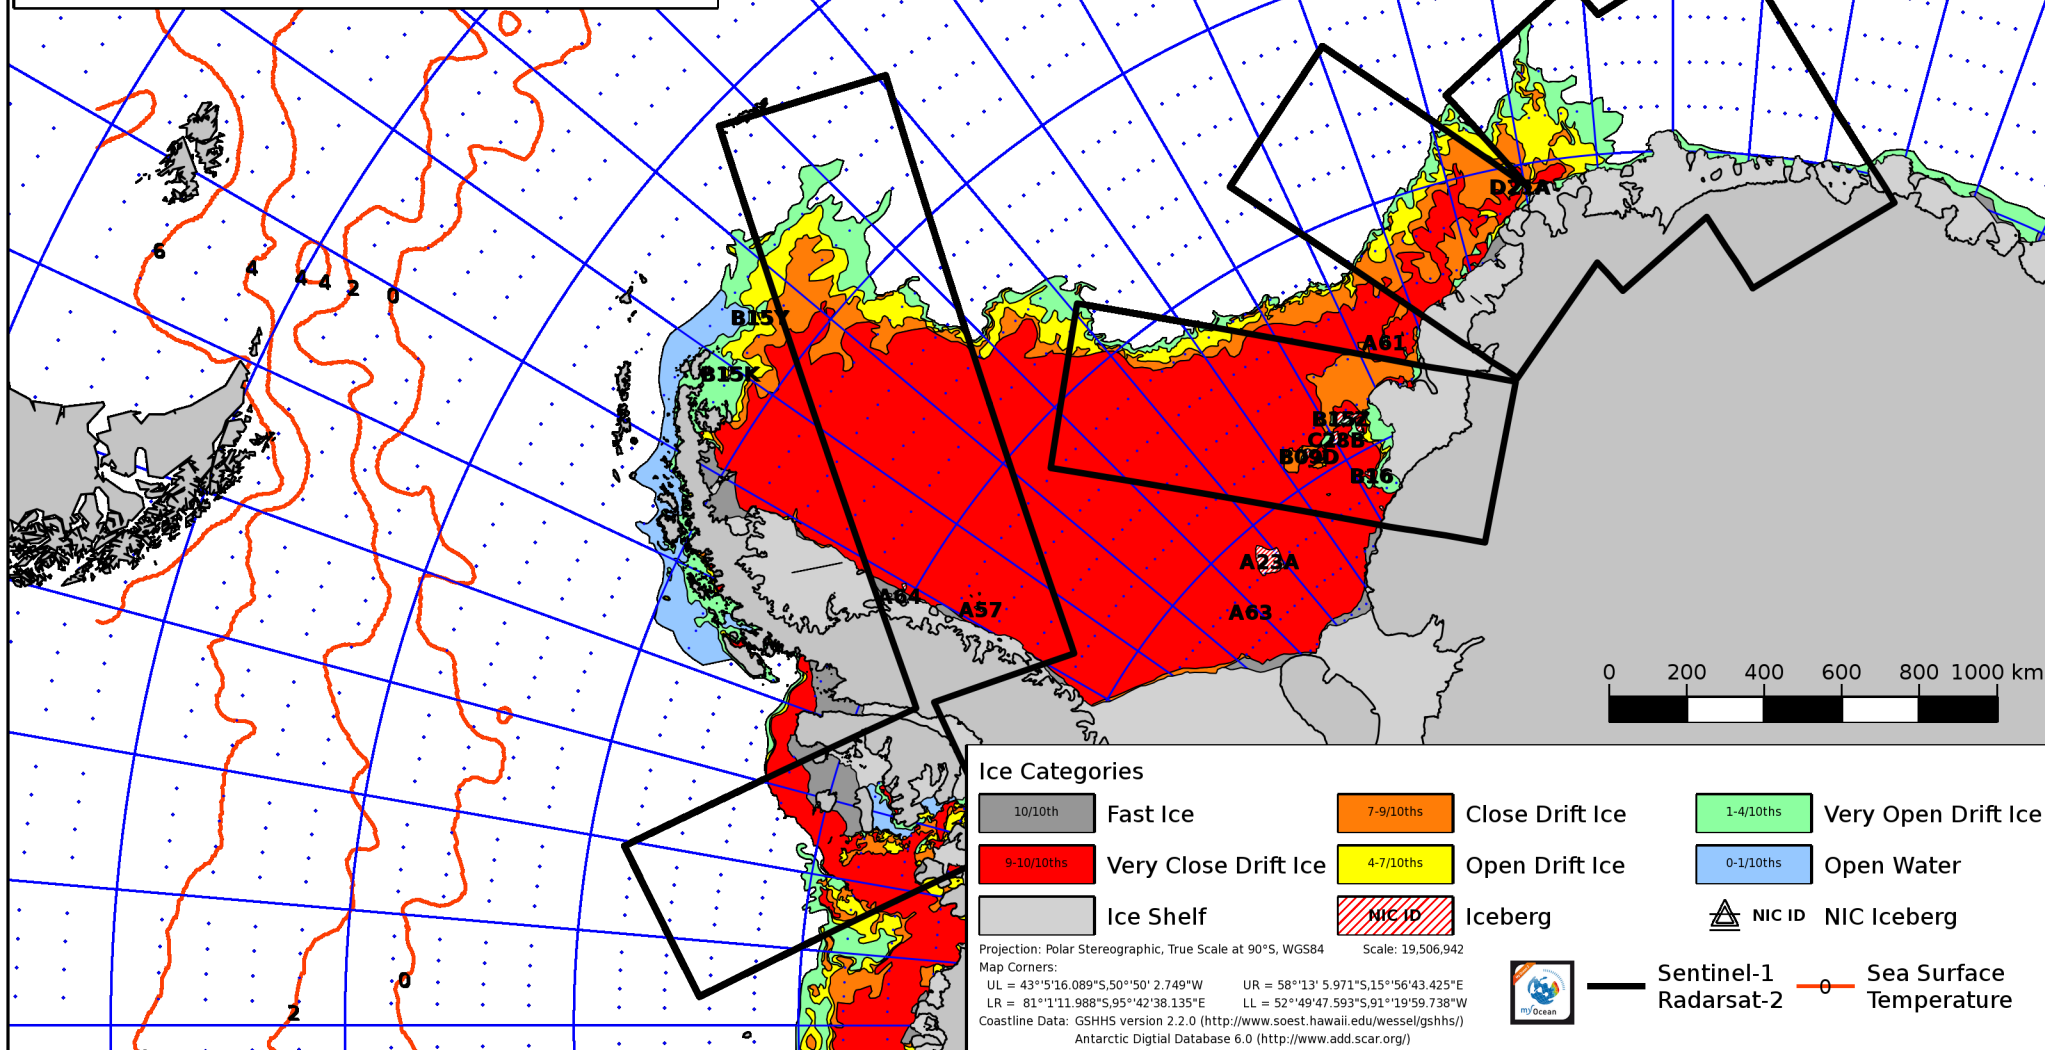 6
4
4
4
2
0
D21A
B15Y
A61
B15K
B15Z
C28B
B09D
B16
A23A
A64
A57
A63
0 200 400 600 800 1000 km
0
2
Ice Categories
10/10th Fast Ice 7-9/10ths Close Drift Ice 1-4/10ths Very Open Drift Ice
9-10/10ths Very Close Drift Ice 4-7/10ths Open Drift Ice 0-1/10ths Open Water
Ice Shelf NIC ID Iceberg NIC ID NIC Iceberg
Projection: Polar Stereographic, True Scale at 90°S, WGS84 Scale: 19,506,942
Map Corners:
UL = 43°'5'16.089"S,50°'50' 2.749"W UR = 58°'13' 5.971"S,15°'56'43.425"E
LR = 81°'1'11.988"S,95°'42'38.135"E LL = 52°'49'47.593"S,91°'19'59.738"W
Coastline Data: GSHHS version 2.2.0 (http://www.soest.hawaii.edu/wessel/gshhs/)
Antarctic Digtial Database 6.0 (http://www.add.scar.org/)
my Ocean
Sentinel-1
Radarsat-2
0 Sea Surface
Temperature